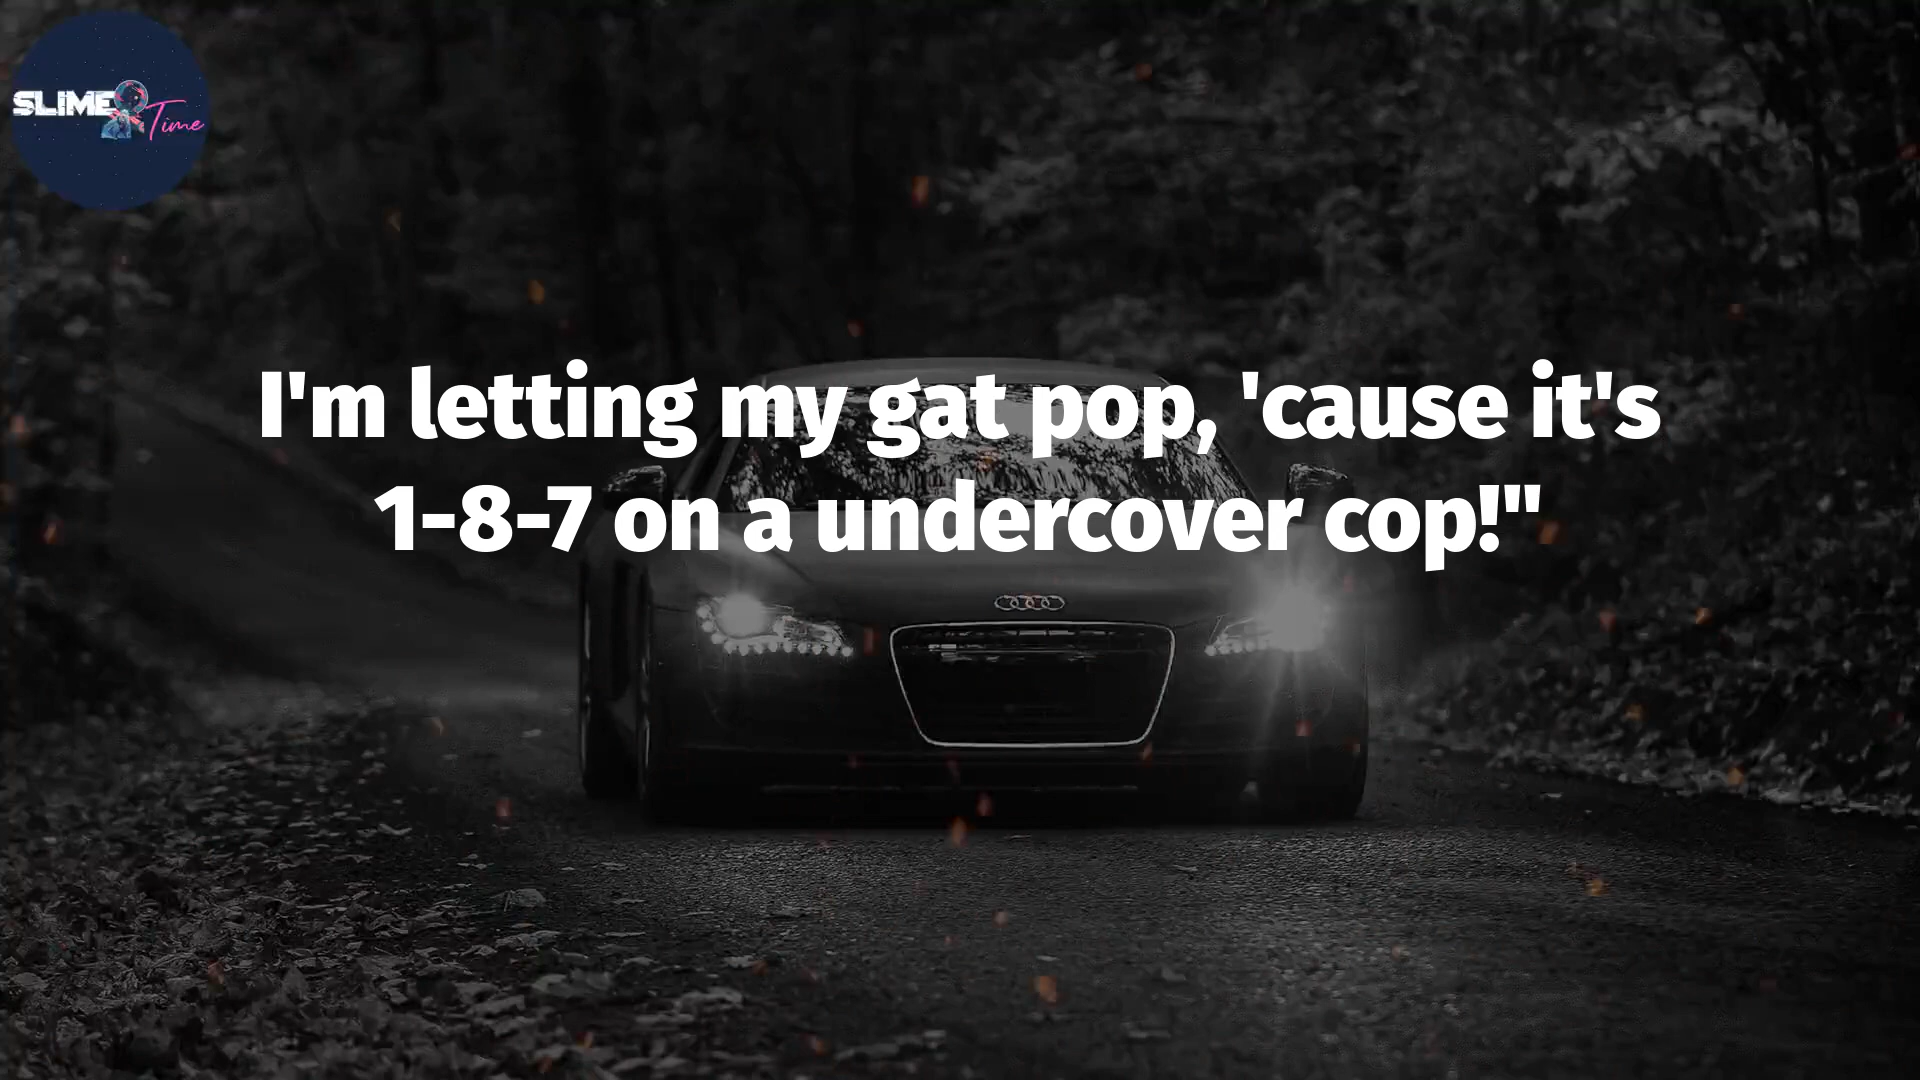 SLIME
Time
I'm letting my gat pop, 'cause it's
1-8-7 on a undercover cop!"